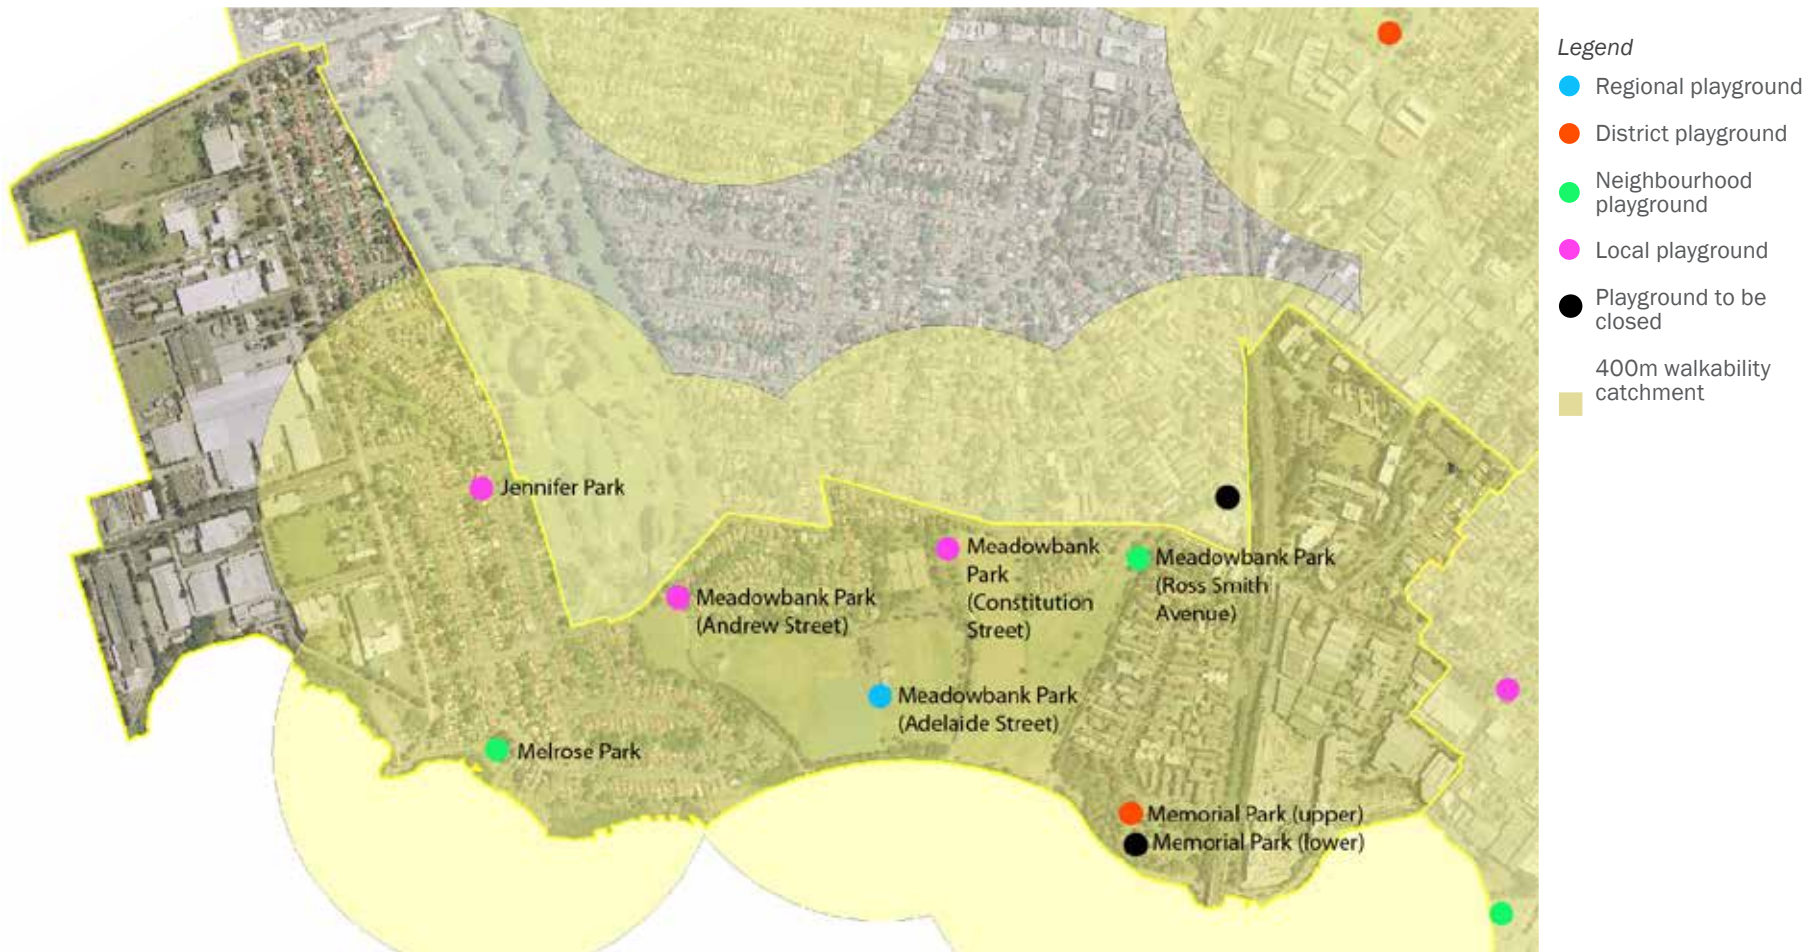 Legend
Regional playground
District playground
Neighbourhood
playground
Local playground
Playground to be
closed
400m walkability
catchment
Jennifer Park
Meadowbank
Park
(Constitution
Street)
Meadowbank Park
(Ross Smith
Avenue)
Meadowbank Park
(Andrew Street)
Meadowbank Park
(Adelaide Street)
Melrose Park
Memorial Park (upper)
Memorial Park (lower)